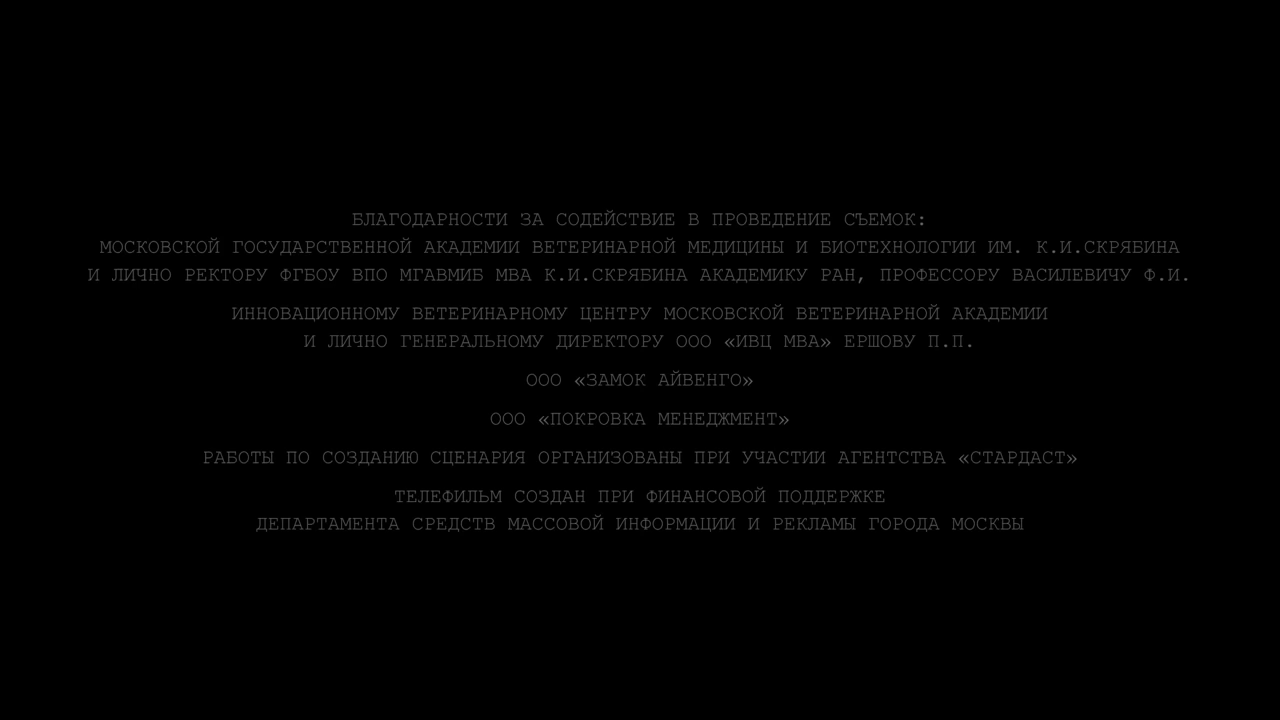 БЛАГОДАРНОСТИ ЗА СОДЕЙСТВИЕ В ПРОВЕДЕНИЕ СЪЕМОК:
МОСКОВСКОЙ ГОСУДАРСТВЕННОЙ АКАДЕМИИ ВЕТЕРИНАРНОЙ МЕДИЦИНЫ И БИОТЕХНОЛОГИИ ИМ. К.И.СКРЯБИНА
И ЛИЧНО РЕКТОРУ ФГБОУ ВПО МГАВМИБ МВА К.И.СКРЯБИНА АКАДЕМИКУ РАН, ПРОФЕССОРУ ВАСИЛЕВИЧУ Ф.И.
ИННОВАЦИОННОМУ ВЕТЕРИНАРНОМУ ЦЕНТРУ МОСКОВСКОЙ ВЕТЕРИНАРНОЙ АКАДЕМИИ
И ЛИЧНО ГЕНЕРАЛЬНОМУ ДИРЕКТОРУ ООО «ИВЦ МВА» ЕРШОВУ П.П.
ООО «ЗАМОК АЙВЕНГО»
ООО «ПОКРОВКА МЕНЕДЖМЕНТ»
РАБОТЫ ПО СОЗДАНИЮ СЦЕНАРИЯ ОРГАНИЗОВАНЫ ПРИ УЧАСТИИ АГЕНТСТВА «СТАРДАСТ»
ТЕЛЕФИЛЬМ СОЗДАН ПРИ ФИНАНСОВОЙ ПОДДЕРЖКЕ
ДЕПАРТАМЕНТА СРЕДСТВ МАССОВОЙ ИНФОРМАЦИИ И РЕКЛАМЫ ГОРОДА МОСКВЫ